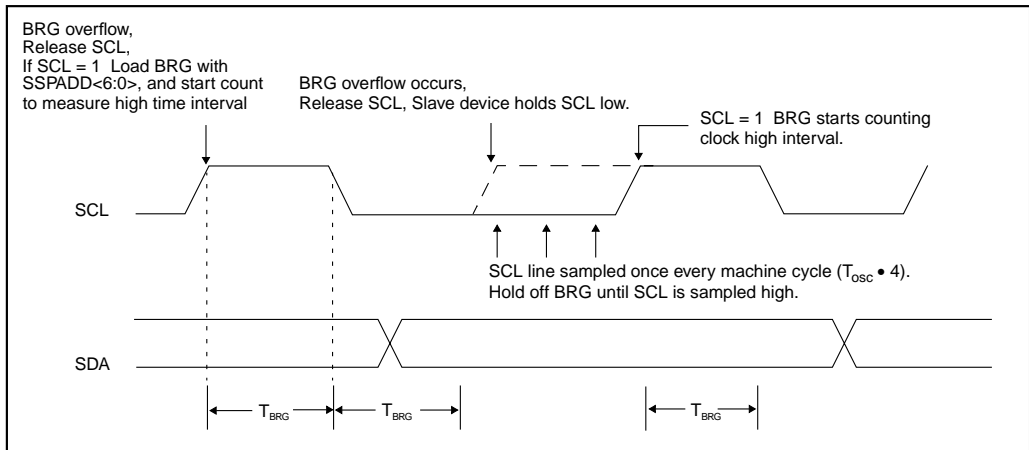 BRG overflow,
Release SCL,
If SCL = 1 Load BRG with
SSPADD<6:0>, and start count
to measure high time interval
BRG overflow occurs,
Release SCL, Slave device holds SCL low.
SCL = 1 BRG starts counting
clock high interval.
SCL
SCL line sampled once every machine cycle (Tosc • 4).
Hold off BRG until SCL is sampled high.
SDA
TBRG
TBRG
TBRG